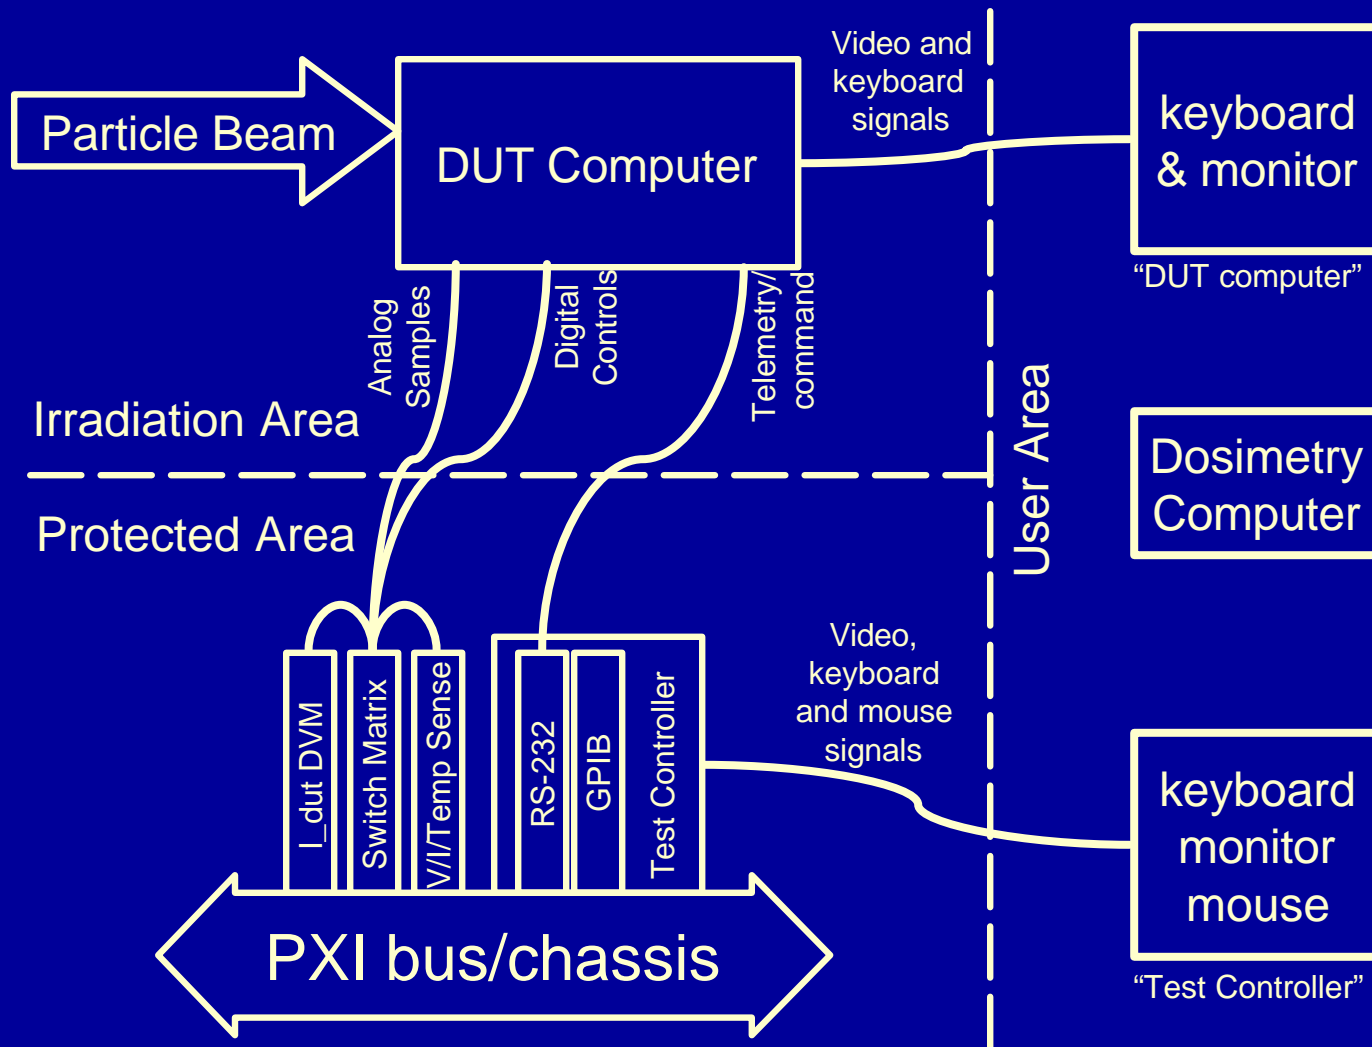 Particle Beam
DUT Computer
Video and
keyboard
signals
keyboard
& monitor
“DUT computer”
Analog
Samples
Digital
Controls
Telemetry/
command
Irradiation Area
Protected Area
User Area
Dosimetry
Computer
I_dut DVM
Switch Matrix
V/I/Temp Sense
RS-232
GPIB
Test Controller
Video,
keyboard
and mouse
signals
keyboard
monitor
mouse
“Test Controller”
PXI bus/chassis